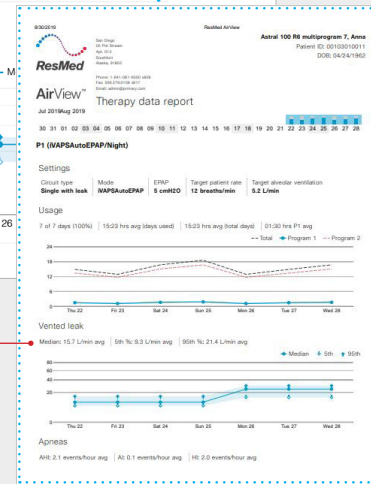 8/30/2019
ResMed AirView
Astral 100 R6 multiprogram 7, Anna
Patient ID: 00103010011
DOB: 04/24/1962
San Diego
ResMed
M
AirView™
Therapy data report
Jul 2019 Aug 2019
30 31 01 02 03 04 05 06 07 08 09 10 11 12 13 14 15 16 17 18 19 20 21 22 23 24 25 26 27 28
P1 (iVAPSAutoEPAP/Night)
Settings
Circuit type Mode EPAP Target patient rate Target alveolar ventilation
Single with leak iVAPSAutoEPAP 5 cmH2O 12 breaths/min 5.2 L/min
Usage
26
7 of 7 days (100%) 15:23 hrs avg (days used) 15:23 hrs avg (total days) 01:30 hrs P1 avg
Total Program 1 Program 2
24
18
12
6
0
Thu 22 Fri 23 Sat 24 Sun 25 Mon 26 Tue 27 Wed 28
Vented leak
Median: 15.7 L/min avg 5th %: 9.3 L/min avg 95th %: 21.4 L/min avg
Median 5th 95th
80
60
40
20
0
Thu 22 Fri 23 Sat 24 Sun 25 Mon 26 Tue 27 Wed 28
Apneas
AHI: 2.1 events/hour avg AI: 0.1 events/hour avg HI: 2.0 events/hour avg